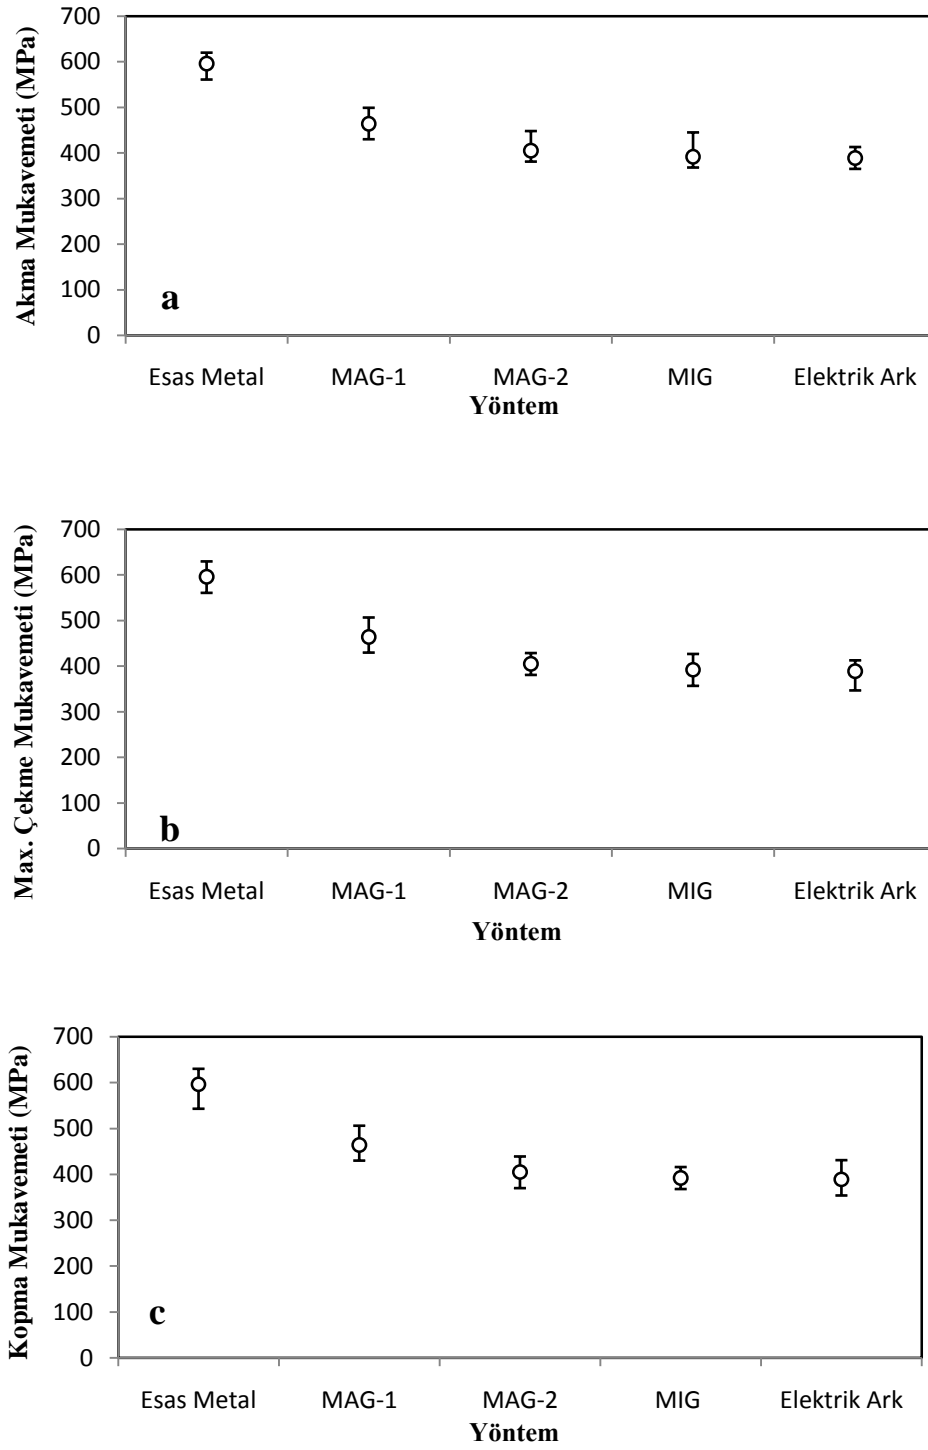 Akma Mukavemeti (MPa)
700
600
500
400
300
200
100
0
a
Esas Metal MAG-1 MAG-2 MIG Elektrik Ark
Yöntem
Max. Çekme Mukavemeti (MPa)
700
600
500
400
300
200
100
0
b
Esas Metal MAG-1 MAG-2 MIG Elektrik Ark
Yöntem
Kopma Mukavemeti (MPa)
700
600
500
400
300
200
100
0
c
Esas Metal MAG-1 MAG-2 MIG Elektrik Ark
Yöntem